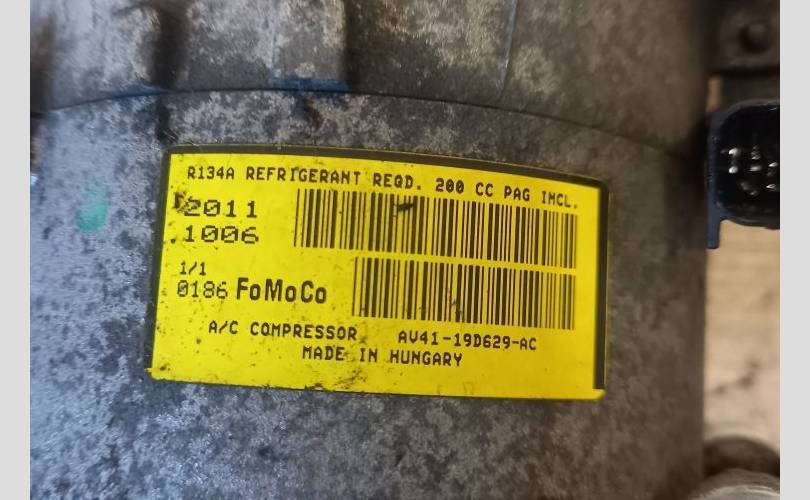 R134A REFRIGERANT REQD. 200 CC PAG INCL.
2011
1006
1/1
0186 FoMoCo
A/C COMPRESSOR AV41-19D629-AC
MADE IN HUNGARY